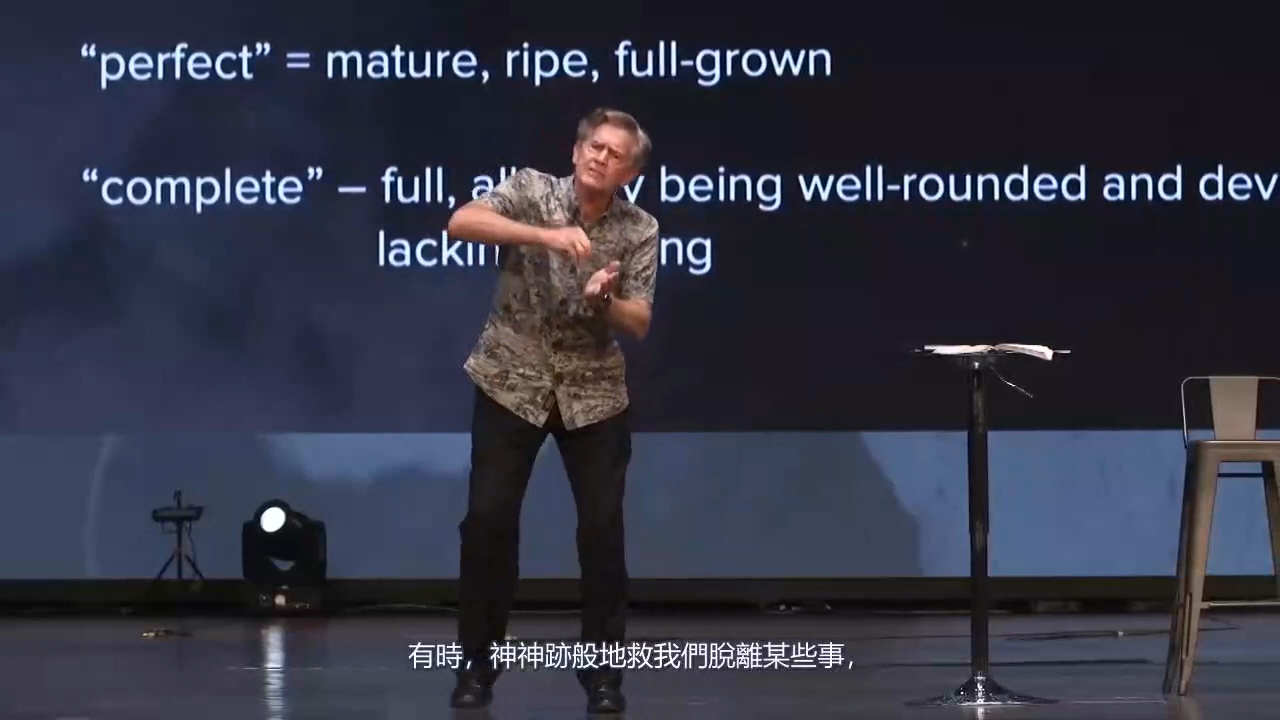 “perfect” = mature, ripe, full-grown
“complete” – full, being well-rounded and
有時，神神跡般地救我們脫離某些事，